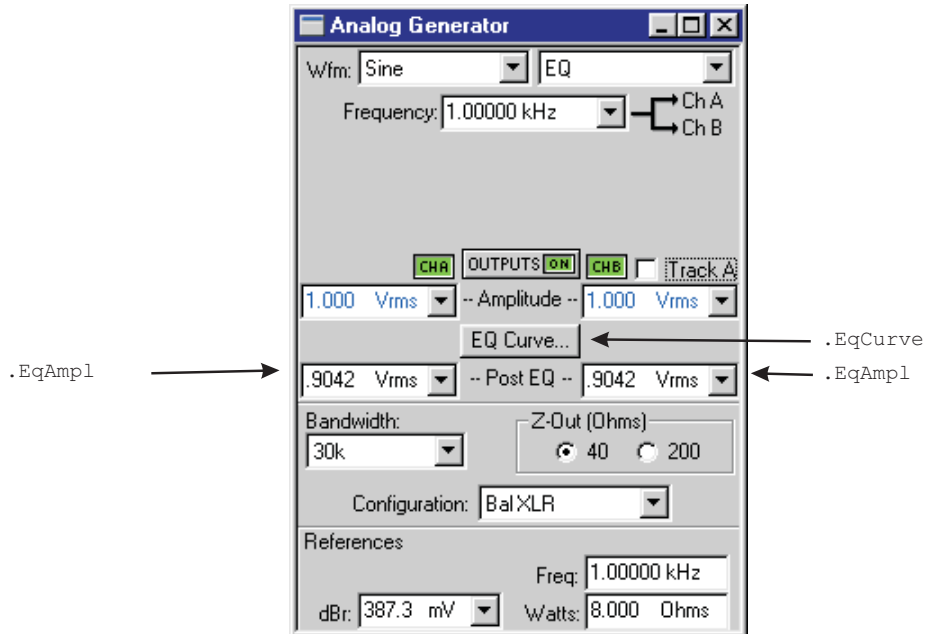 Analog Generator
Wfm: Sine EQ
Frequency: 1.00000 kHz Ch A
Ch B
CHA OUTPUTS ON CHB Track A
1.000 Vrms -- Amplitude -- 1.000 Vrms
EQ Curve... .EqCurve
.EqAmpl .9042 Vrms -- Post EQ -- .9042 Vrms .EqAmpl
Bandwidth: Z-Out (Ohms)
30k 40 200
Configuration: Bal XLR
References
Freq: 1.00000 kHz
dBr: 387.3 mV Watts: 8.000 Ohms